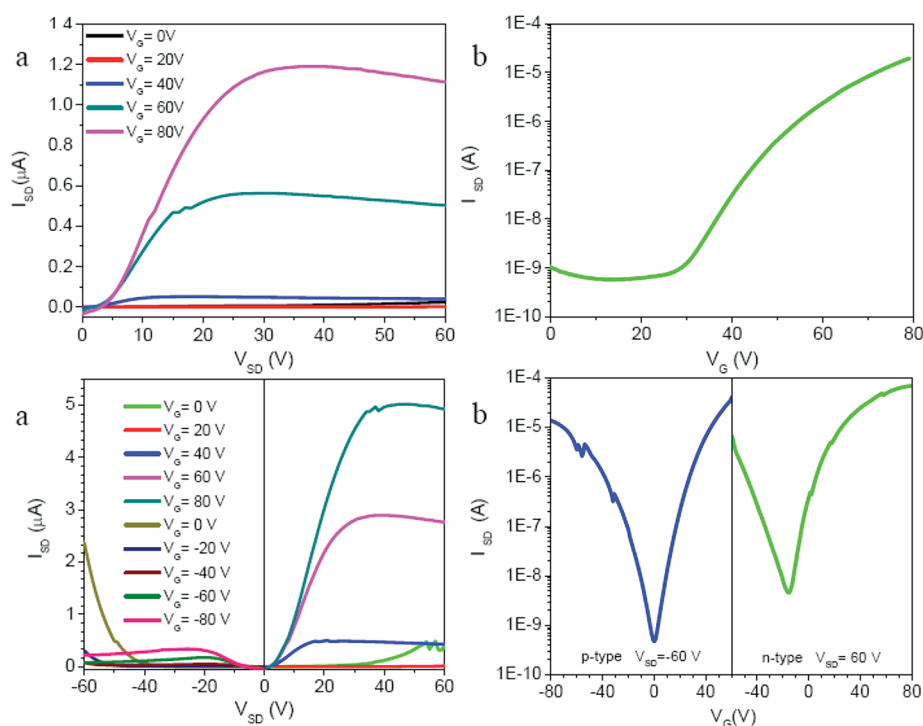 a
1.4
1.2
1.0
0.8
0.6
0.4
0.2
0.0
I_SD (μA)
V_G= 0V
V_G= 20V
V_G= 40V
V_G= 60V
V_G= 80V
0 10 20 30 40 50 60
V_SD (V)
b
1E-4
1E-5
1E-6
1E-7
1E-8
1E-9
1E-10
I_SD (A)
0 20 40 60 80
V_G (V)
a
5
4
3
2
1
0
I_SD (μA)
V_G= 0 V
V_G= 20 V
V_G= 40 V
V_G= 60 V
V_G= 80 V
V_G= 0 V
V_G= -20 V
V_G= -40 V
V_G= -60 V
V_G= -80 V
-60 -40 -20 0 20 40 60
V_SD (V)
b
1E-4
1E-5
1E-6
1E-7
1E-8
1E-9
1E-10
I_SD (A)
p-type V_SD=-60 V
n-type V_SD= 60 V
-80 -40 0 40 -40 0 40 80
V_G(V)